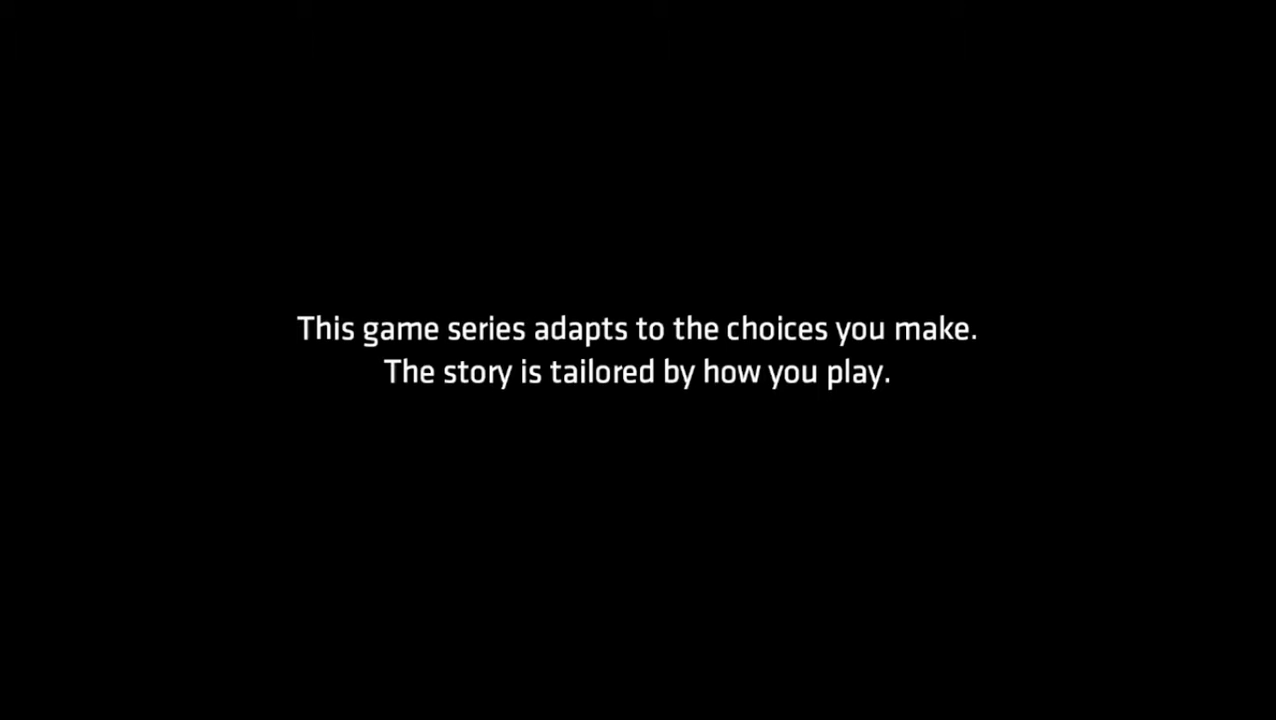 This game series adapts to the choices you make.
The story is tailored by how you play.